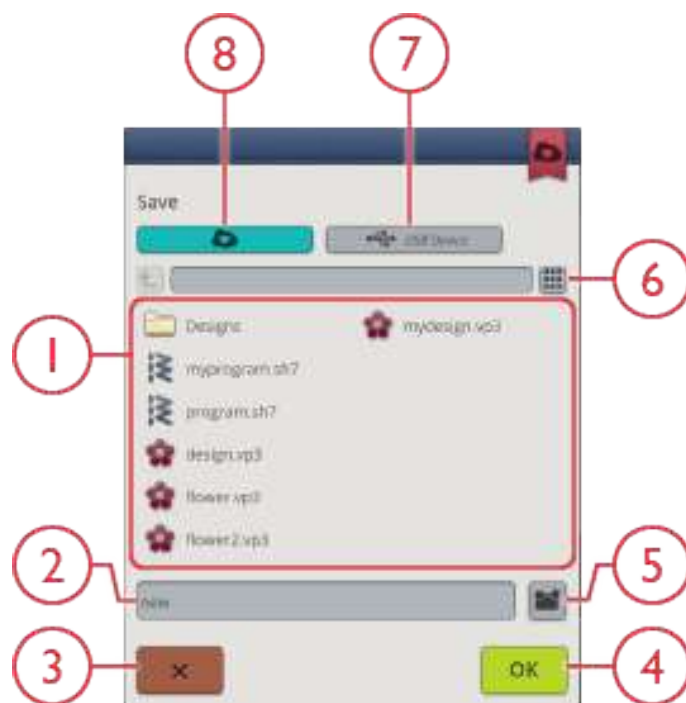 8 7
Save
USB Device
6
1
Designs mydesign.vp3
myprogram.sh7
program.sh7
design.vp3
flower.vp3
flower2.vp3
2 5
new
3 × OK 4